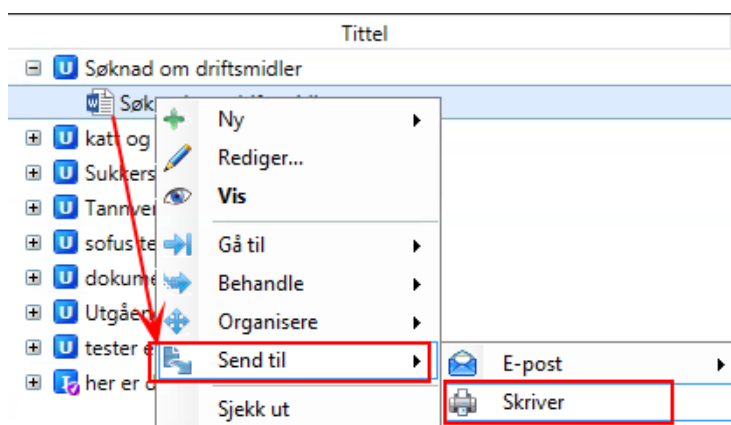 Tittel
U Søknad om driftsmidler
Søk
Ny
U katt og
Rediger...
U Sukkers
Vis
U Tannve
U sofus te
Gå til
U dokume
Behandle
U Utgåen
Organisere
U tester e
Send til
E-post
I her er d
Skriver
Sjekk ut